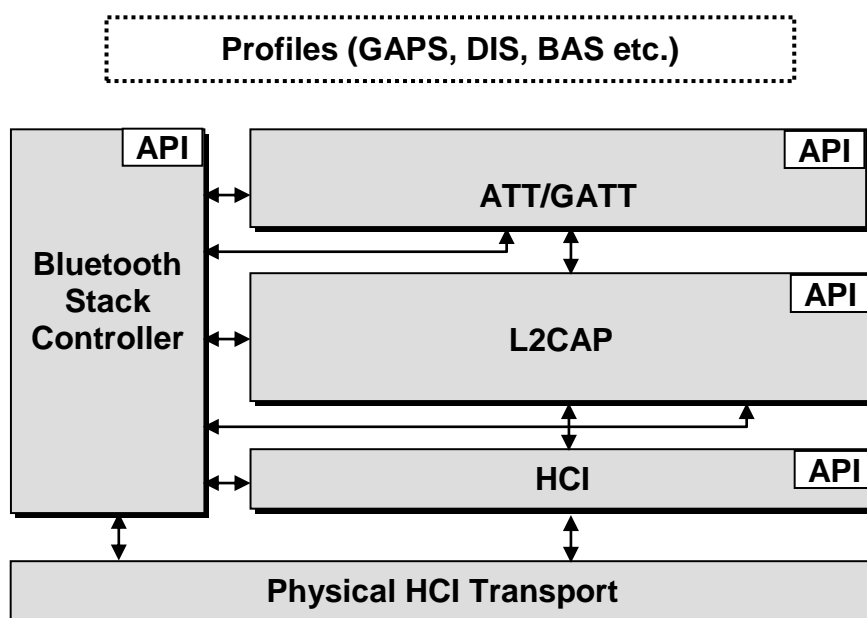 Profiles (GAPS, DIS, BAS etc.)
API
API
ATT/GATT
Bluetooth
Stack
Controller
API
L2CAP
API
HCI
Physical HCI Transport